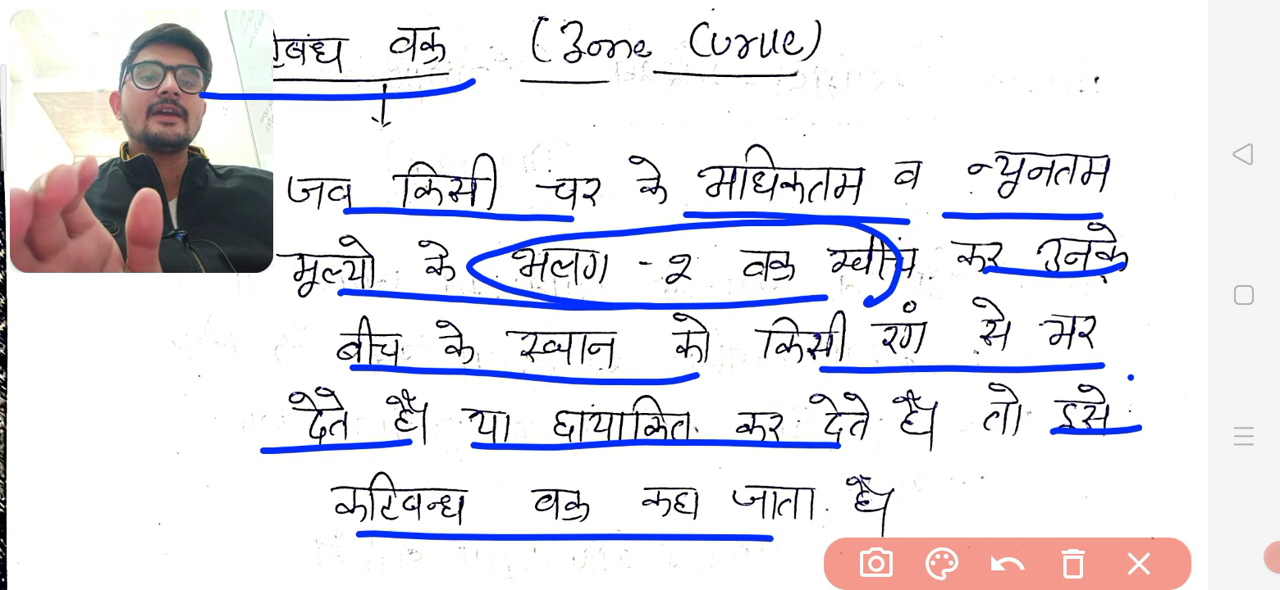 वक्र (Zone Curve)
जब किसी चर के अधिकतम व न्यूनतम
मूल्यो के अलग -२ वक्र खींच कर उनके
बीच के स्थान को किसी रंग से भर
देते है। या छायांकित कर देते है। तो इसे
कटिबन्ध वक्र कहा जाता है।